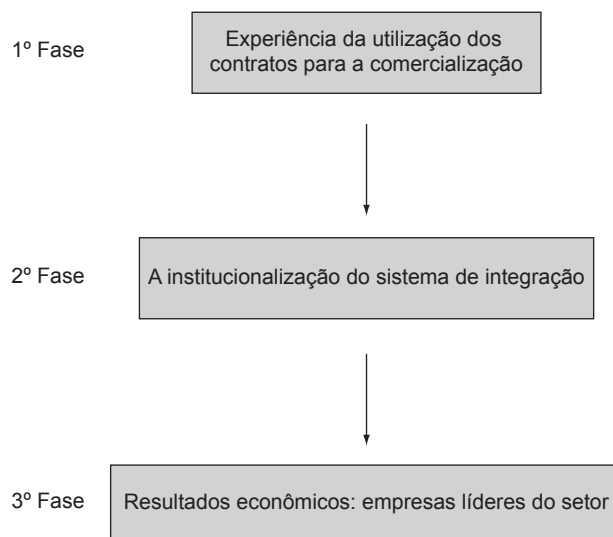 1º Fase
Experiência da utilização dos
contratos para a comercialização
2º Fase
A institucionalização do sistema de integração
3º Fase
Resultados econômicos: empresas líderes do setor